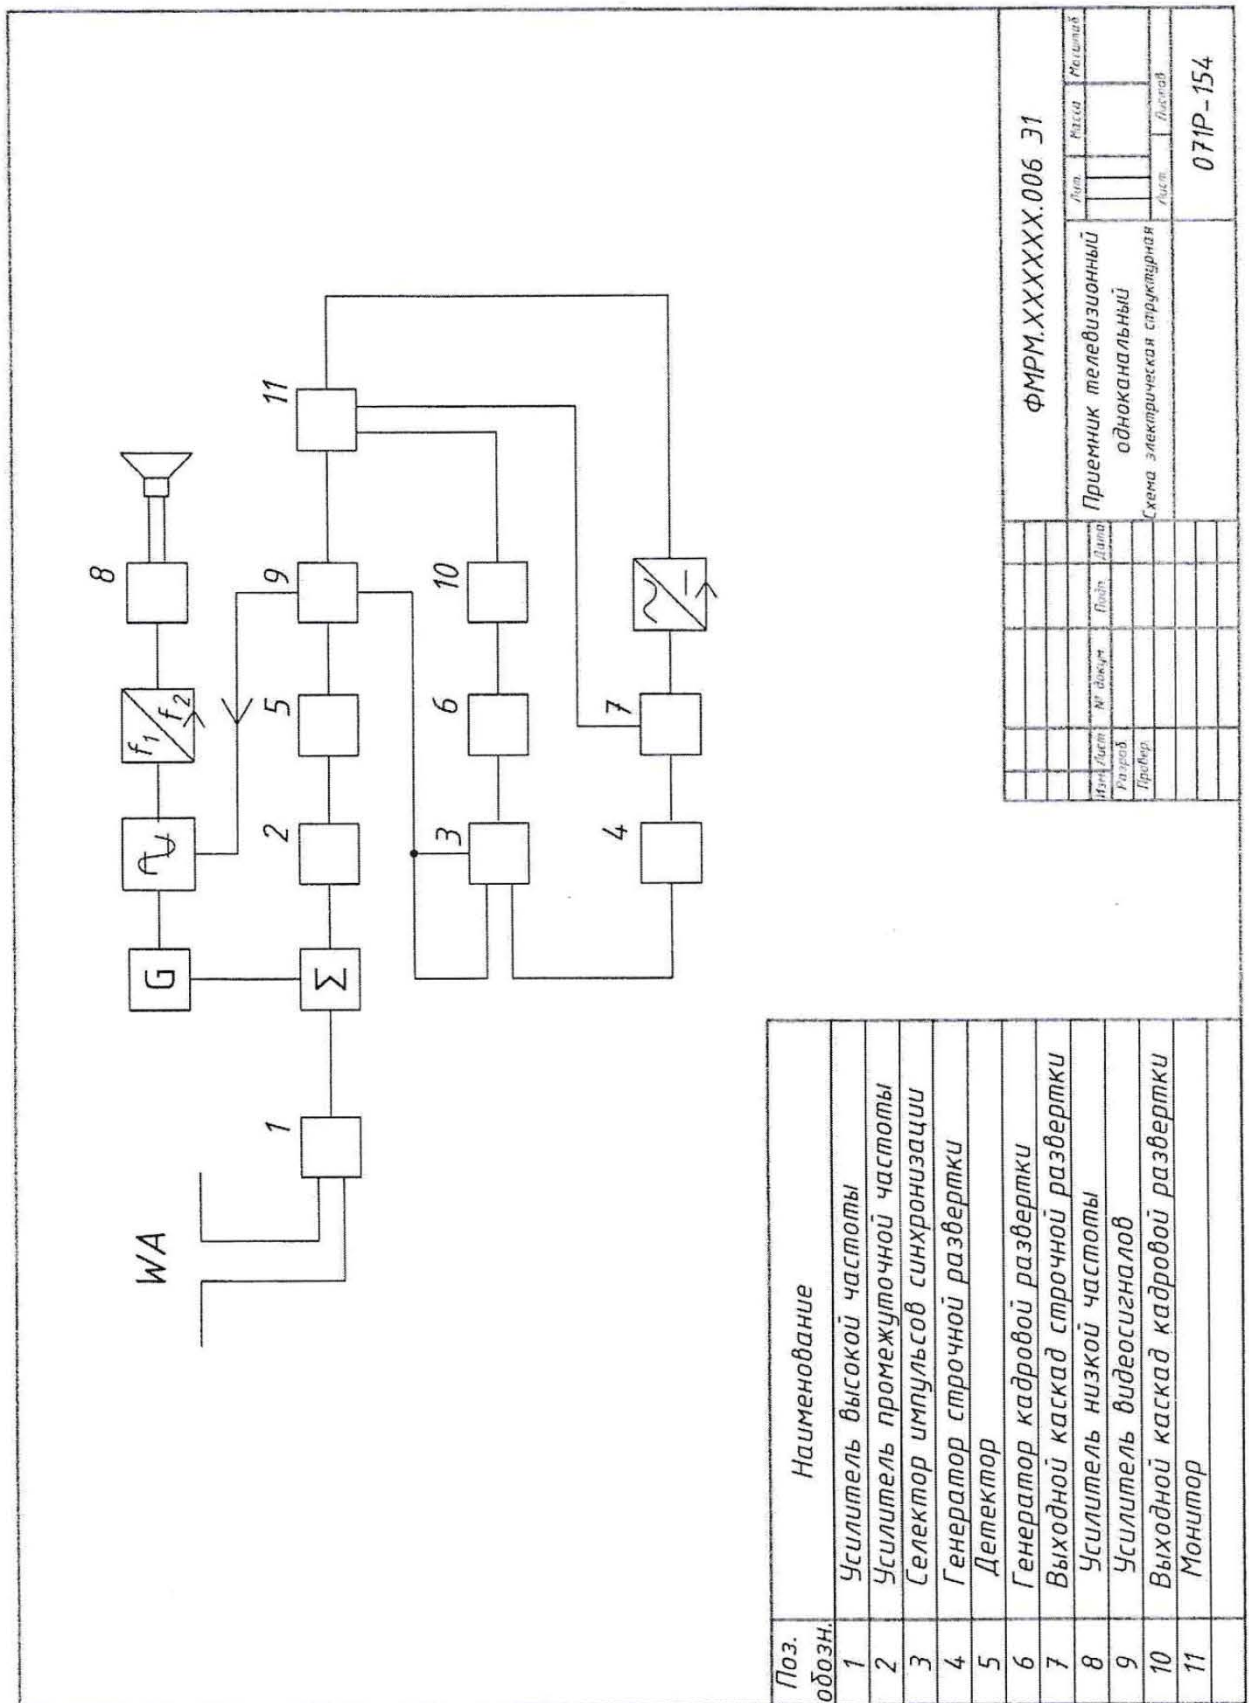 WA
1
G
Σ
2
f1
f2
5
8
9
11
3
6
10
4
7
Поз. обозн.
Наименование
1 Усилитель высокой частоты
2 Усилитель промежуточной частоты
3 Селектор импульсов синхронизации
4 Генератор строчной развертки
5 Детектор
6 Генератор кадровой развертки
7 Выходной каскад строчной развертки
8 Усилитель низкой частоты
9 Усилитель видеосигналов
10 Выходной каскад кадровой развертки
11 Монитор
ФМРМ.XXXXXX.006 Э1
Изм. Лист № докум. Подп. Дата
Разраб.
Провер.
Приемник телевизионный
одноканальный
Схема электрическая структурная
Лит. Масса Масштаб
Лист Листов
071Р-154